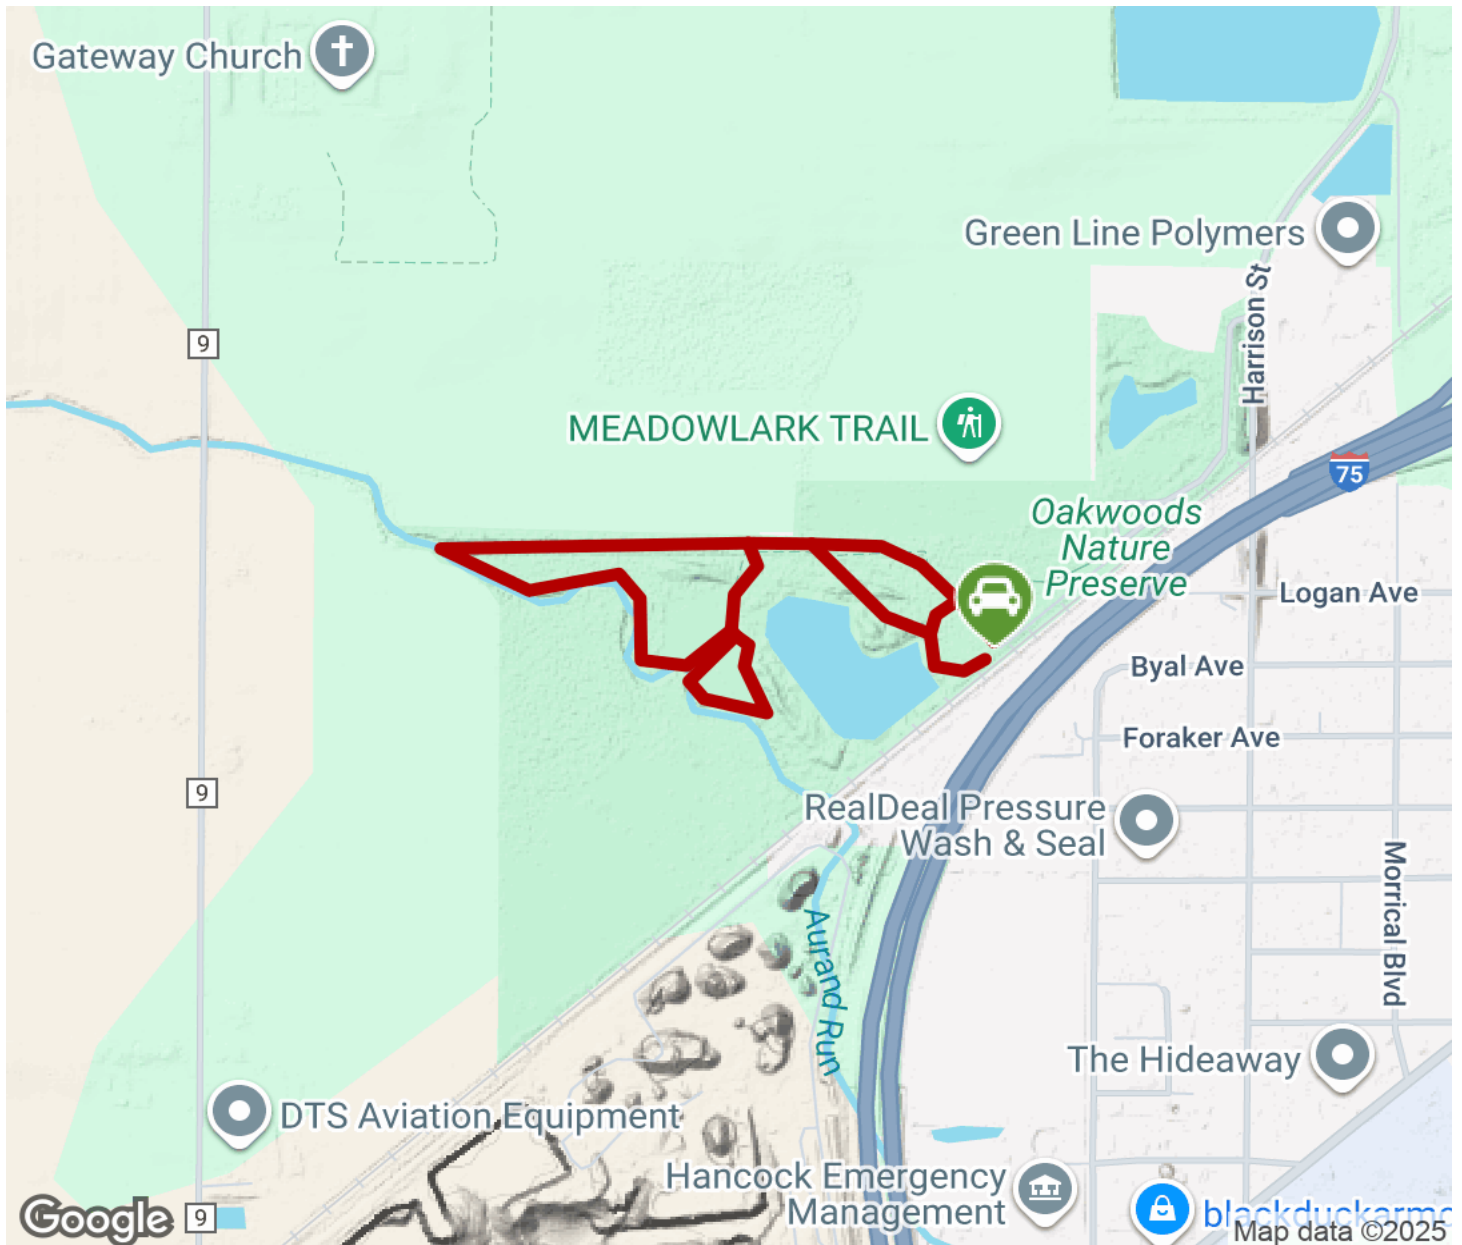 Gateway Church
Green Line Polymers
Harrison St
9
MEADOWLARK TRAIL
75
Oakwoods
Nature
Preserve
Logan Ave
Byal Ave
Foraker Ave
9
RealDeal Pressure
Wash & Seal
Morrical Blvd
Aurand Run
The Hideaway
DTS Aviation Equipment
Hancock Emergency
Management
Google
9
Map data ©2025